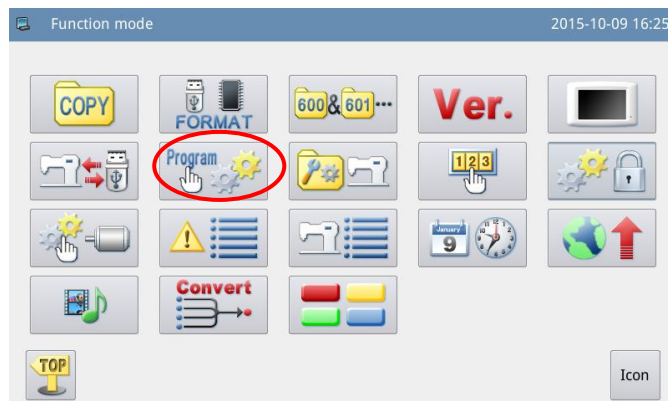 Function mode 2015-10-09 16:25
COPY
FORMAT
600&601···
Ver.
Program
123
January
9
Convert
TOP
Icon